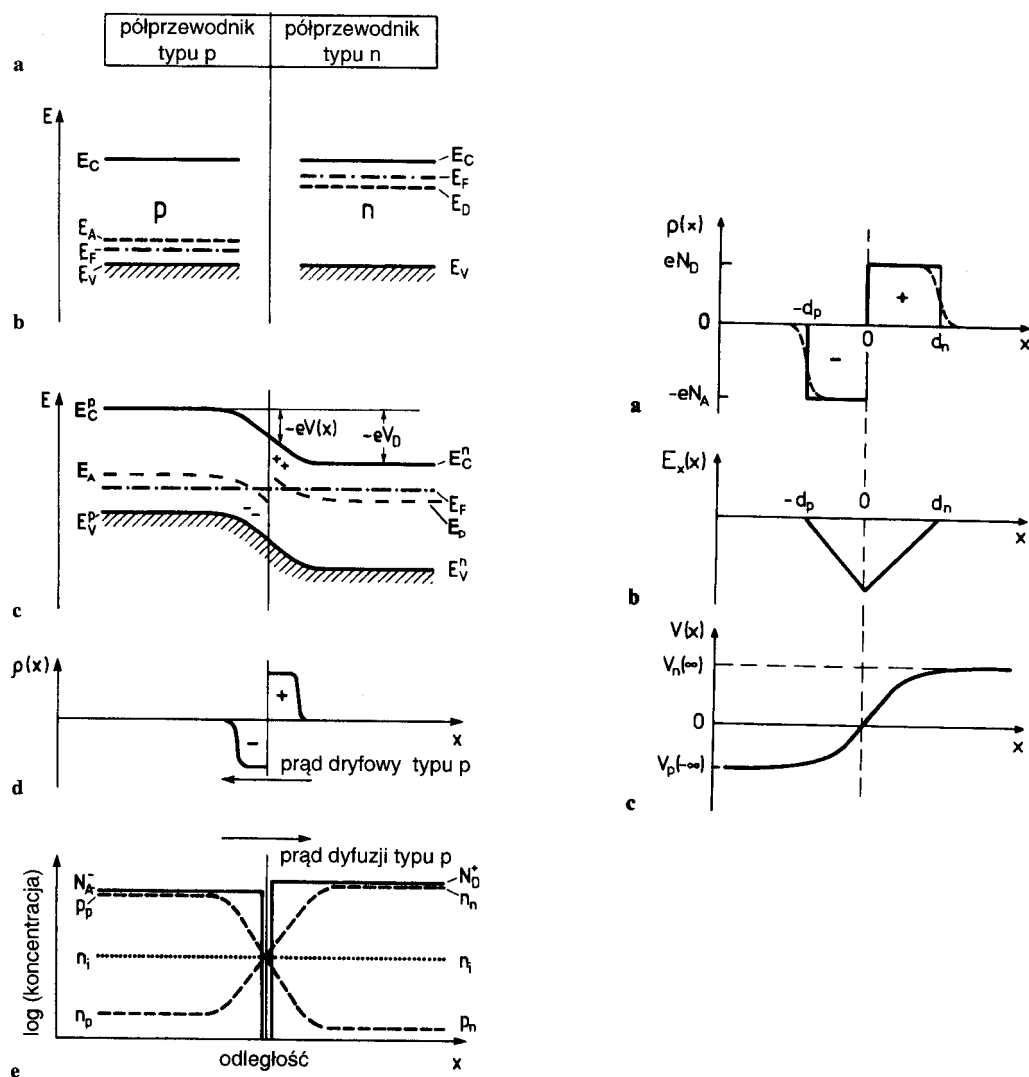 półprzewodnik typu p
półprzewodnik typu n
a
E
E_C
p
E_A
E_F
E_V
n
E_C
E_F
E_D
E_V
b
E
E_C^p
-eV(x)
-eV_D
E_C^n
E_A
++
E_F
E_D
--
E_V^p
E_V^n
c
ρ(x)
+
-
x
prąd dryfowy typu p
d
prąd dyfuzji typu p
log (koncentracja)
N_A^-
p_p
n_i
n_p
N_D^+
n_n
n_i
p_n
odległość
x
e
ρ(x)
eN_D
-d_p
+
0
0
d_n
x
-
-eN_A
a
E_x(x)
-d_p
0
d_n
x
b
V(x)
V_n(∞)
0
x
V_p(-∞)
c